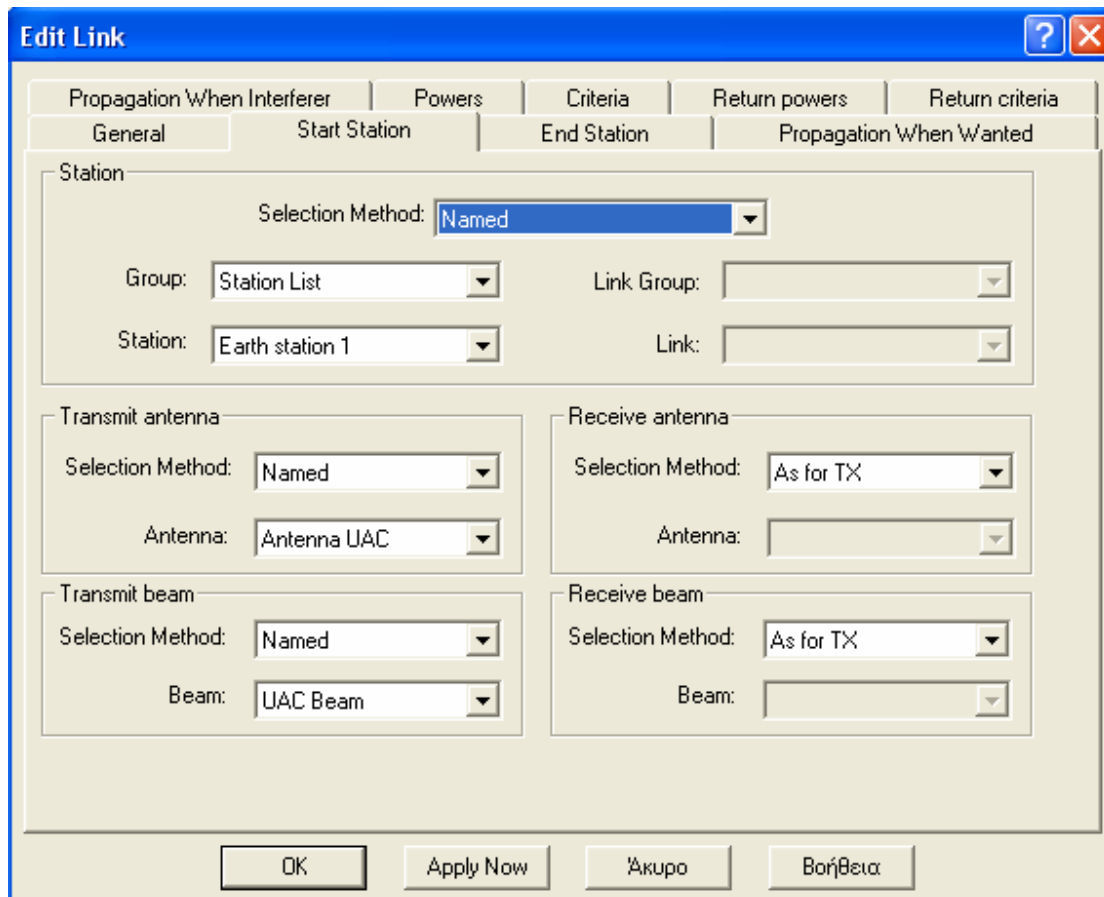 Edit Link
Propagation When Interferer Powers Criteria Return powers Return criteria
General Start Station End Station Propagation When Wanted
Station
Selection Method: Named
Group: Station List Link Group:
Station: Earth station 1 Link:
Transmit antenna Receive antenna
Selection Method: Named Selection Method: As for TX
Antenna: Antenna UAC Antenna:
Transmit beam Receive beam
Selection Method: Named Selection Method: As for TX
Beam: UAC Beam Beam:
OK Apply Now Άκυρο Βοήθεια